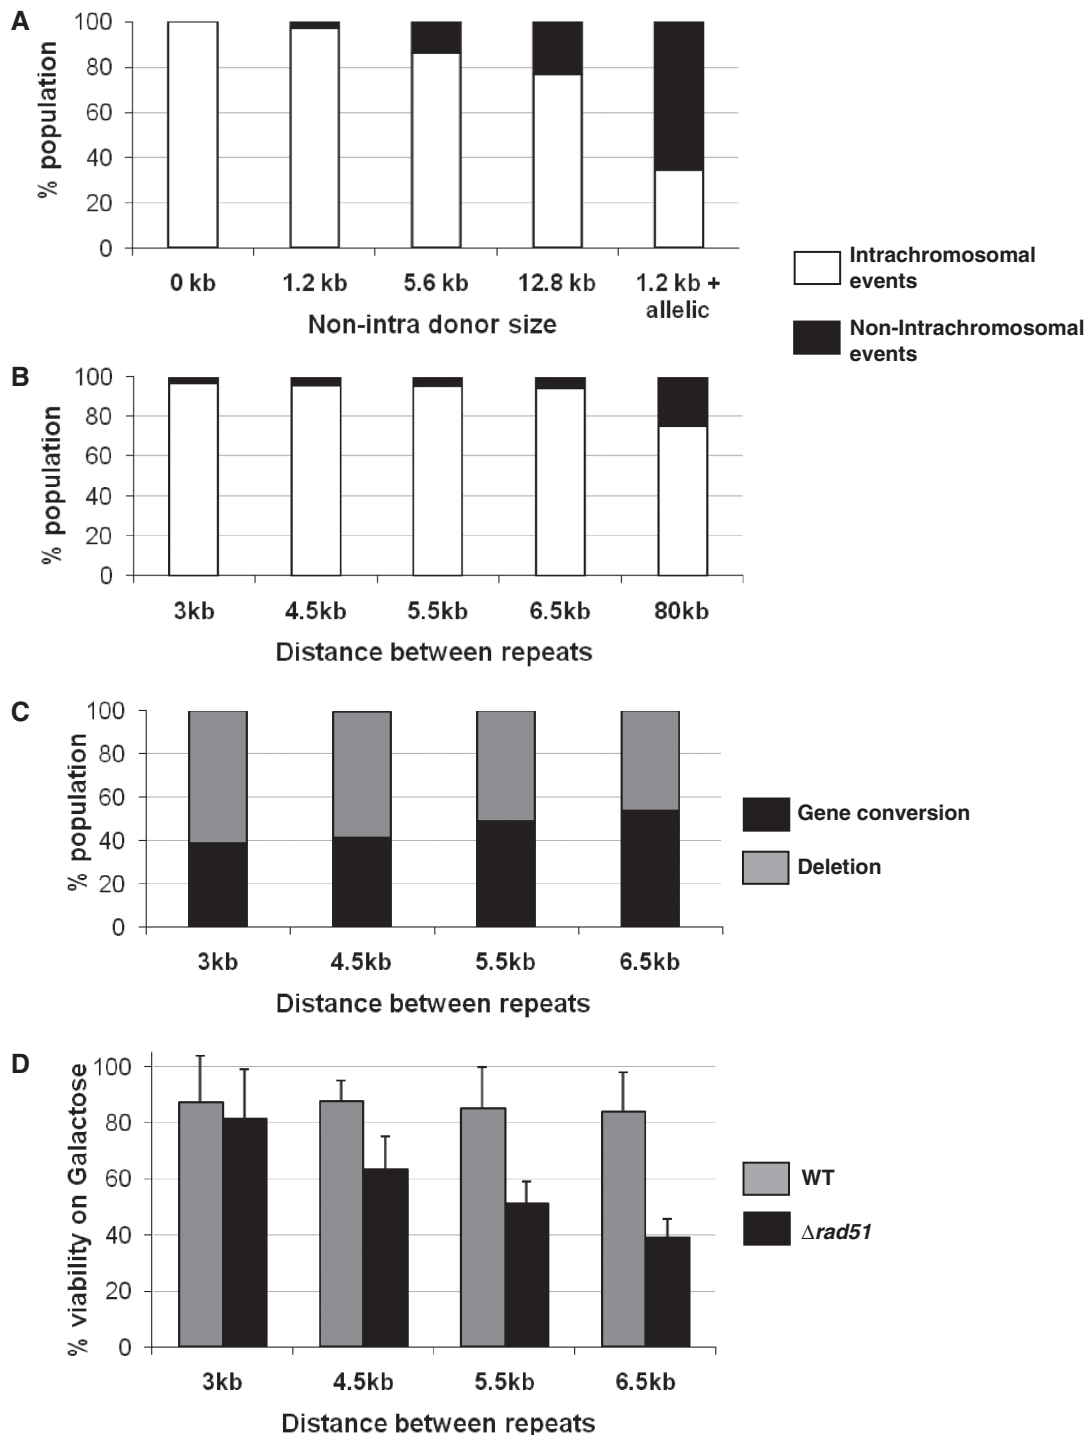 A
% population
100
80
60
40
20
0
0 kb 1.2 kb 5.6 kb 12.8 kb 1.2 kb +
allelic
Non-intra donor size
Intrachromosomal
events
Non-Intrachromosomal
events
B
% population
100
80
60
40
20
0
3kb 4.5kb 5.5kb 6.5kb 80kb
Distance between repeats
C
% population
100
80
60
40
20
0
3kb 4.5kb 5.5kb 6.5kb
Distance between repeats
Gene conversion
Deletion
D
% viability on Galactose
100
80
60
40
20
0
3kb 4.5kb 5.5kb 6.5kb
Distance between repeats
WT
Δrad51